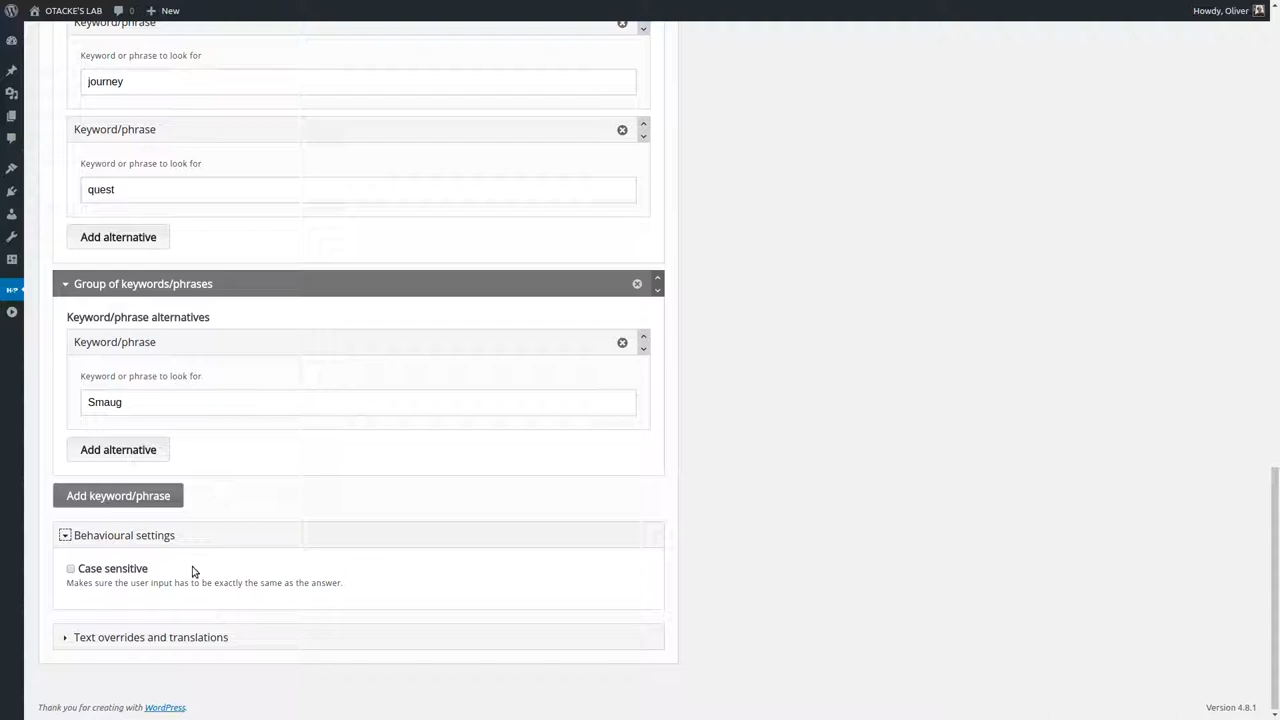 OTACKE'S LAB 0 + New Howdy, Oliver
Keyword/phrase
Keyword or phrase to look for
journey
Keyword/phrase
Keyword or phrase to look for
quest
Add alternative
Group of keywords/phrases
Keyword/phrase alternatives
Keyword/phrase
Keyword or phrase to look for
Smaug
Add alternative
Add keyword/phrase
Behavioural settings
Case sensitive
Makes sure the user input has to be exactly the same as the answer.
Text overrides and translations
Thank you for creating with WordPress. Version 4.8.1